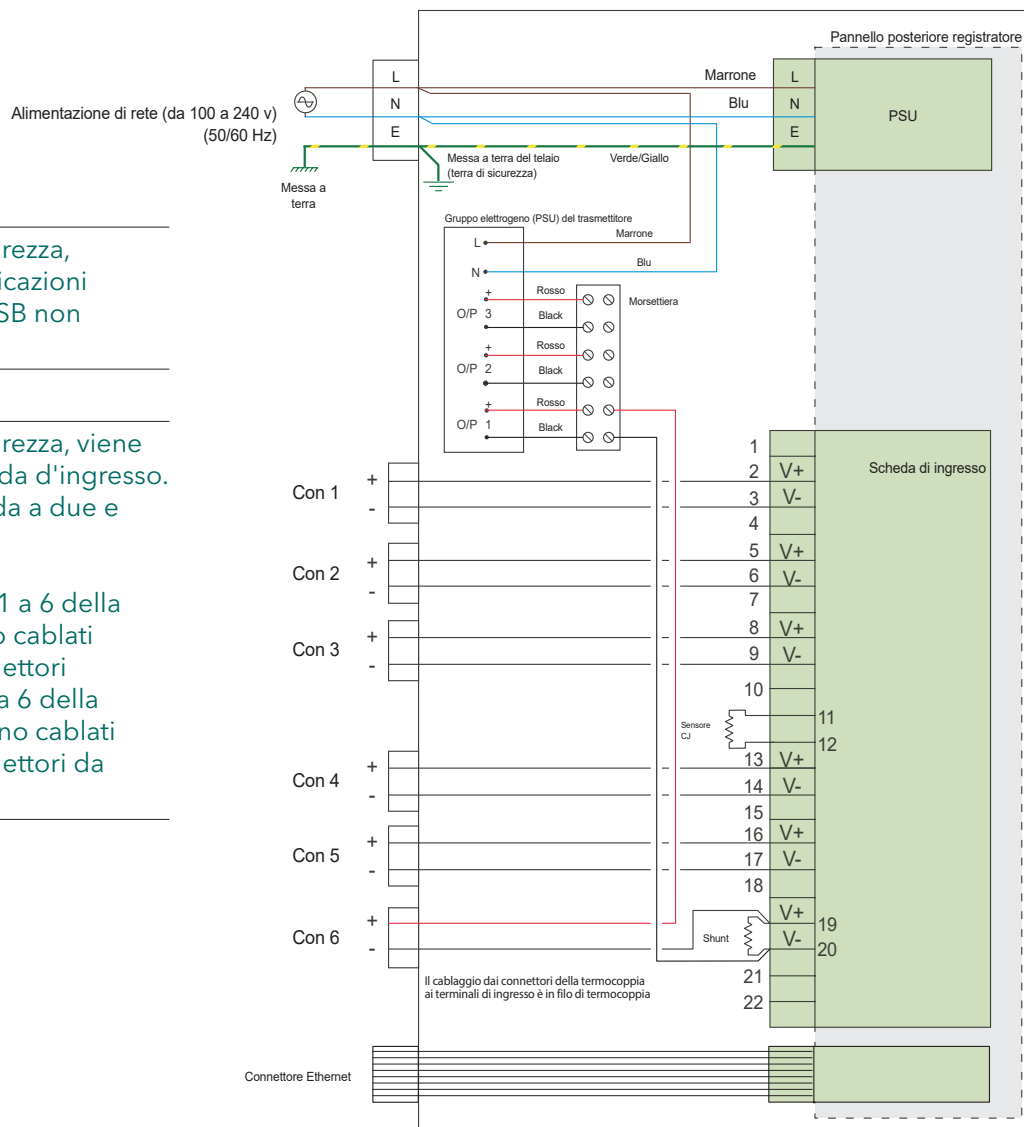 Pannello posteriore registratore
L
Marrone
L
Alimentazione di rete (da 100 a 240 v)
(50/60 Hz)
N
Blu
N
PSU
E
E
Messa a terra del telaio
(terra di sicurezza)
Verde/Giallo
Messa a
terra
Gruppo elettrogeno (PSU) del trasmettitore
L
Marrone
N
Blu
+
Rosso
Morsettiera
O/P 3
Black
+
Rosso
O/P 2
Black
+
Rosso
O/P 1
Black
rezza,
icazioni
SB non
rezza, viene
da d'ingresso.
da a due e
1 a 6 della
o cablati
ettori
a 6 della
no cablati
ettori da
1
Scheda di ingresso
Con 1
+
2 V+
-
3 V-
4
Con 2
+
5 V+
-
6 V-
7
Con 3
+
8 V+
-
9 V-
10
Sensore
CJ
11
12
Con 4
+
13 V+
-
14 V-
15
Con 5
+
16 V+
-
17 V-
18
Con 6
+
V+ 19
-
Shunt
V- 20
21
22
Il cablaggio dai connettori della termocoppia
ai terminali di ingresso è in filo di termocoppia
Connettore Ethernet